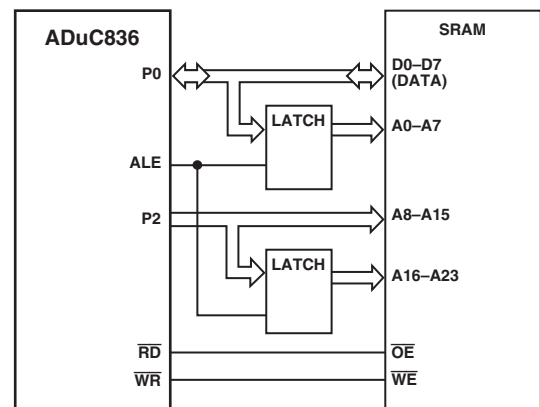 ADuC836
SRAM
P0
D0–D7
(DATA)
LATCH
A0–A7
ALE
P2
A8–A15
LATCH
A16–A23
RD
OE
WR
WE